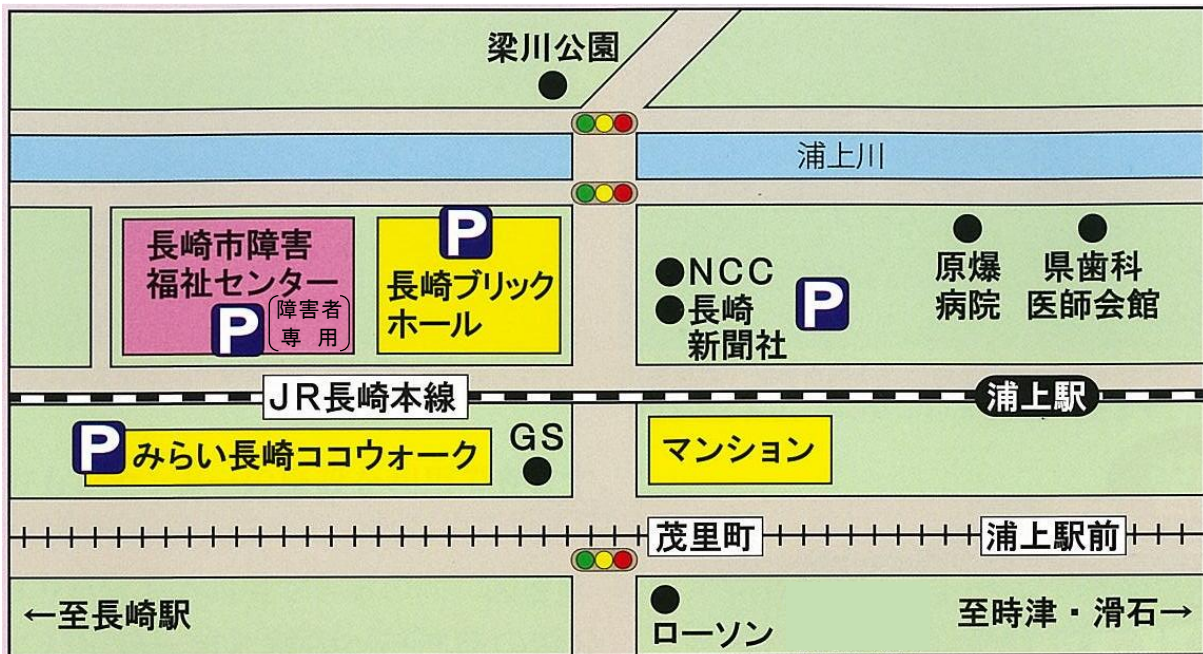 梁川公園
浦上川
長崎市障害
福祉センター
P
障害者
専用
P
長崎ブリック
ホール
NCC
長崎
新聞社
P
原爆
病院
県歯科
医師会館
JR長崎本線
浦上駅
P
みらい長崎ココウォーク
GS
マンション
茂里町
浦上駅前
←至長崎駅
ローソン
至時津・滑石→